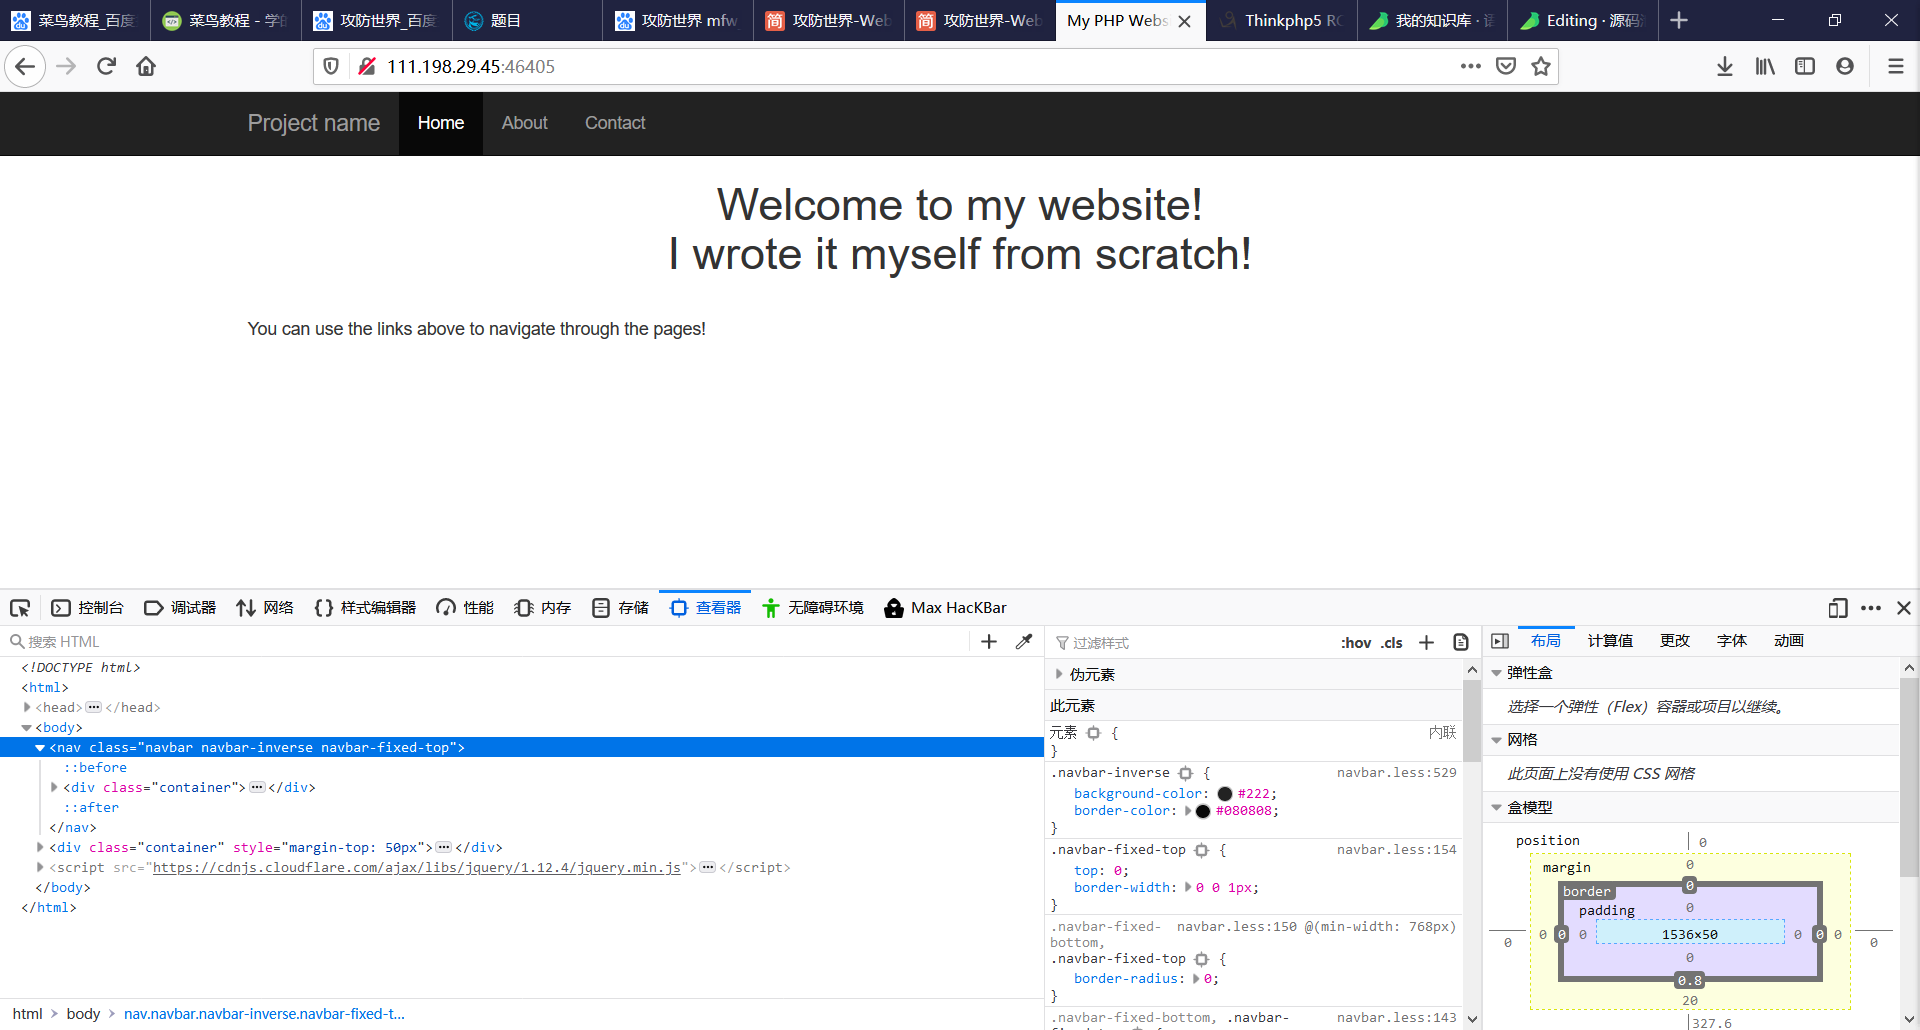 菜鸟教程_百度
菜鸟教程 - 学的
攻防世界_百度
题目
攻防世界 mfw
攻防世界-Web
攻防世界-Web
My PHP Webs
Thinkphp5 RC
我的知识库 · 语
Editing · 源码
111.198.29.45:46405
Project name
Home
About
Contact
Welcome to my website!
I wrote it myself from scratch!
You can use the links above to navigate through the pages!
控制台
调试器
网络
样式编辑器
性能
内存
存储
查看器
无障碍环境
Max HacKBar
搜索 HTML
<!DOCTYPE html>
<html>
<head>
</head>
<body>
<nav class="navbar navbar-inverse navbar-fixed-top">
::before
<div class="container"></div>
::after
</nav>
<div class="container" style="margin-top: 50px"></div>
<script src="https://cdnjs.cloudflare.com/ajax/libs/jquery/1.12.4/jquery.min.js"></script>
</body>
</html>
html > body > nav.navbar.navbar-inverse.navbar-fixed-t...
过滤样式
:hov .cls
伪元素
此元素
元素 { 内联
}
.navbar-inverse { navbar.less:529
background-color: #222;
border-color: #080808;
}
.navbar-fixed-top { navbar.less:154
top: 0;
border-width: 0 0 1px;
}
.navbar-fixed- navbar.less:150 @(min-width: 768px)
bottom,
.navbar-fixed-top {
border-radius: 0;
}
.navbar-fixed-bottom, .navbar- navbar.less:143
布局
计算值
更改
字体
动画
弹性盒
选择一个弹性（Flex）容器或项目以继续。
网格
此页面上没有使用 CSS 网格
盒模型
position 0
margin 0
border 0
padding 0
0 0 0 0 1536×50 0 0 0 0
0
0.8
20
327.6